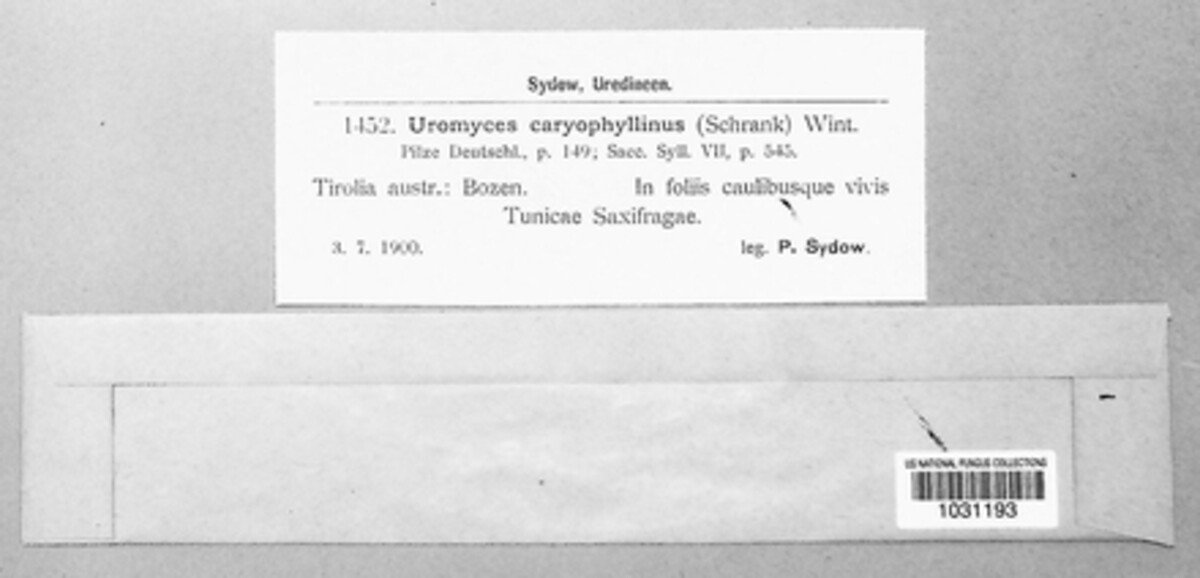 Sydow, Uredineen.
1452. Uromyces caryophyllinus (Schrank) Wint.
Pilze Deutschl., p. 149; Sacc. Syll. VII, p. 545.
Tirolia austr.: Bozen. In foliis caulibusque vivis
Tunicae Saxifragae.
3. 7. 1900. leg. P. Sydow.
US NATIONAL FUNGUS COLLECTIONS
1031193